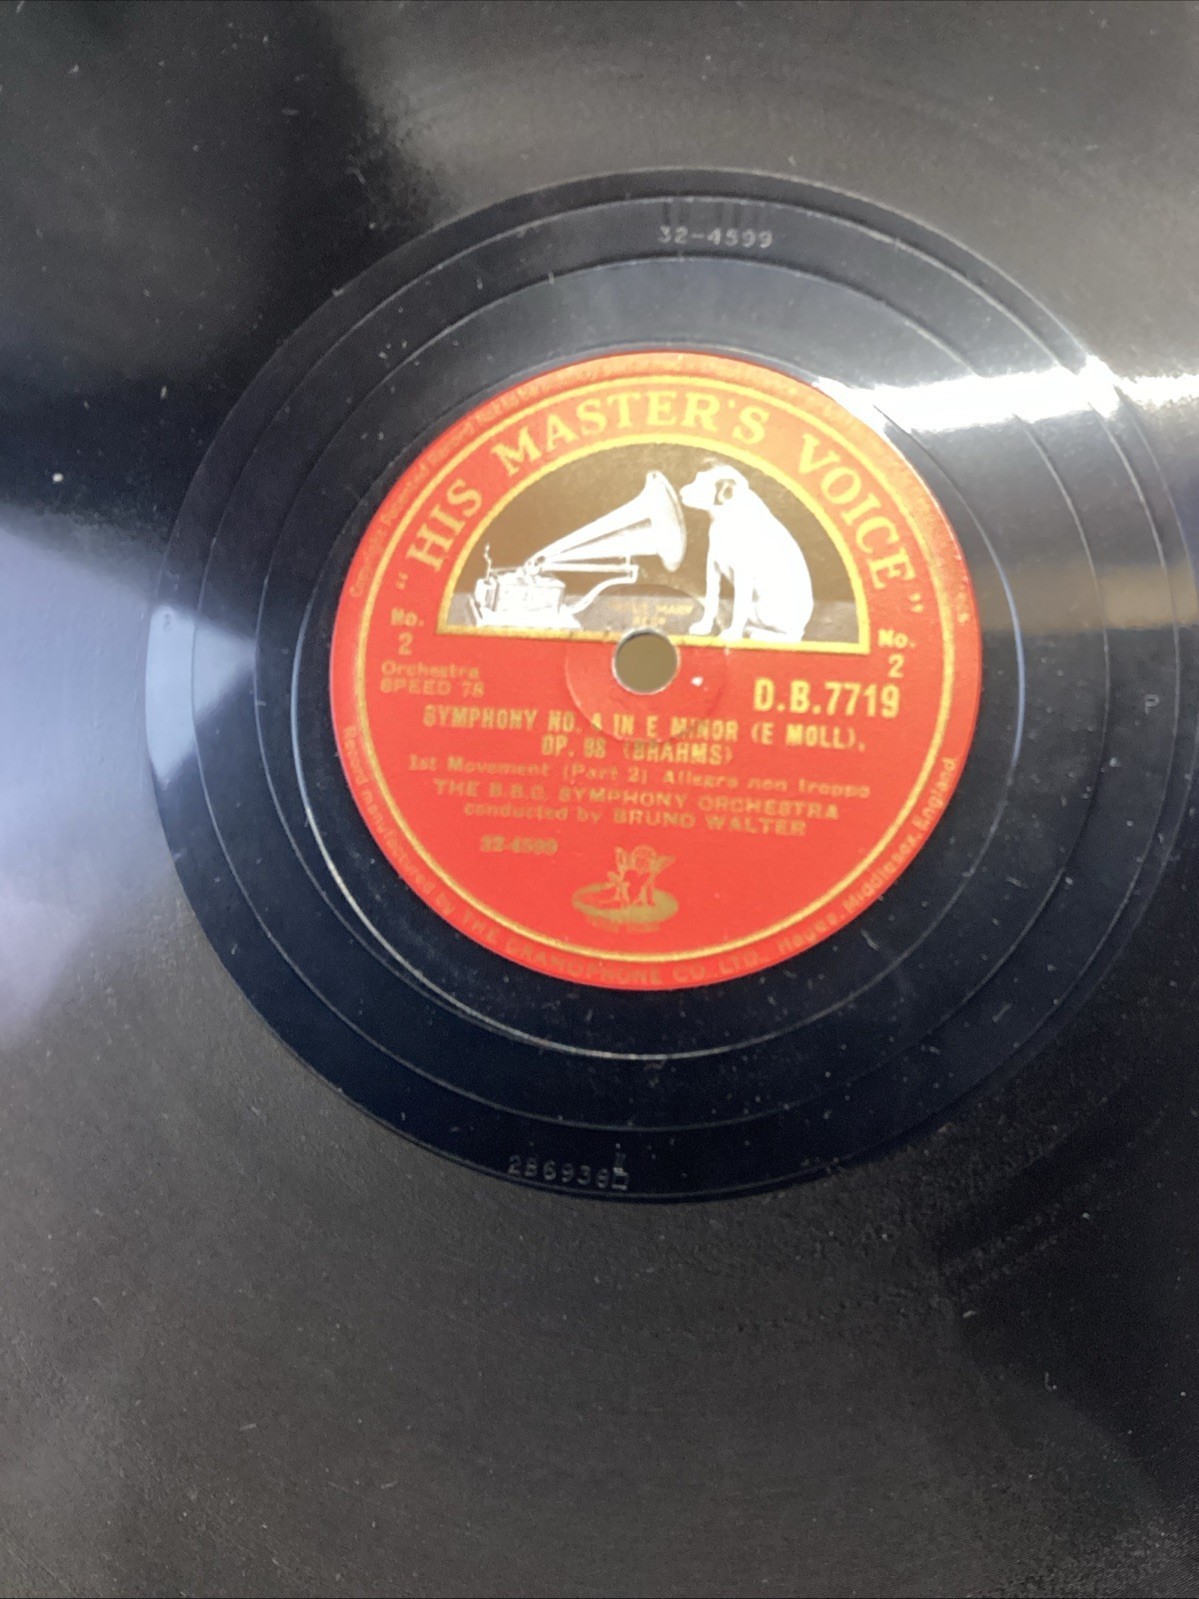 32-4599
"HIS MASTER'S VOICE"
No.
2
No.
2
Orchestra
SPEED 78
D.B.7719
SYMPHONY NO. 4 IN E MINOR (E MOLL),
OP. 98 (BRAHMS)
1st Movement (Part 2) Allegro non troppo
THE B.B.C. SYMPHONY ORCHESTRA
conducted by BRUNO WALTER
32-4599
Record manufactured by THE GRAMOPHONE CO. LTD. Hayes, Middlesex, England.
P